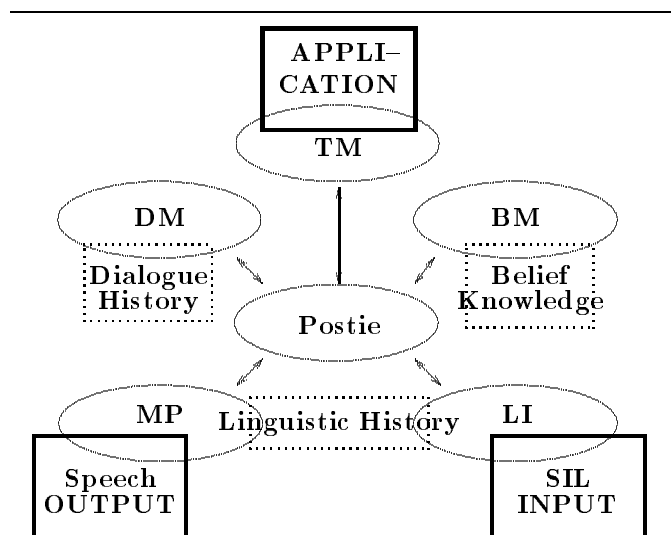 APPLI–
CATION
TM
DM
BM
Dialogue
History
Belief
Knowledge
Postie
MP
Linguistic History
LI
Speech
OUTPUT
SIL
INPUT